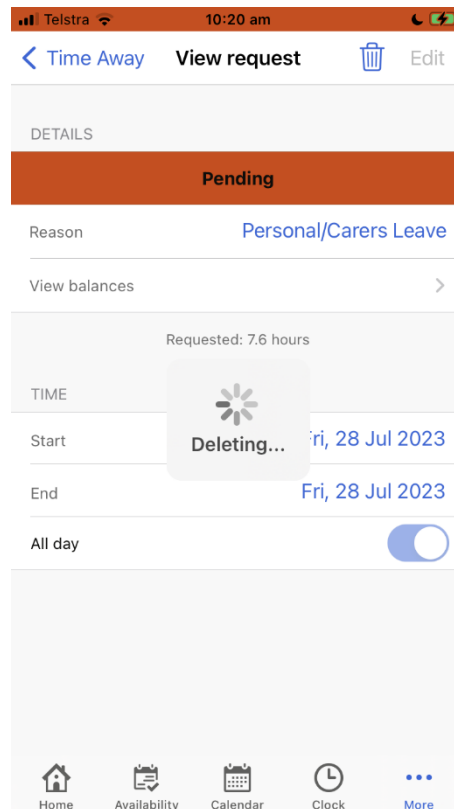 Telstra 10:20 am
Time Away View request Edit
DETAILS
Pending
Reason Personal/Carers Leave
View balances
Requested: 7.6 hours
TIME
Deleting...
Start Fri, 28 Jul 2023
End Fri, 28 Jul 2023
All day
Home Availability Calendar Clock More